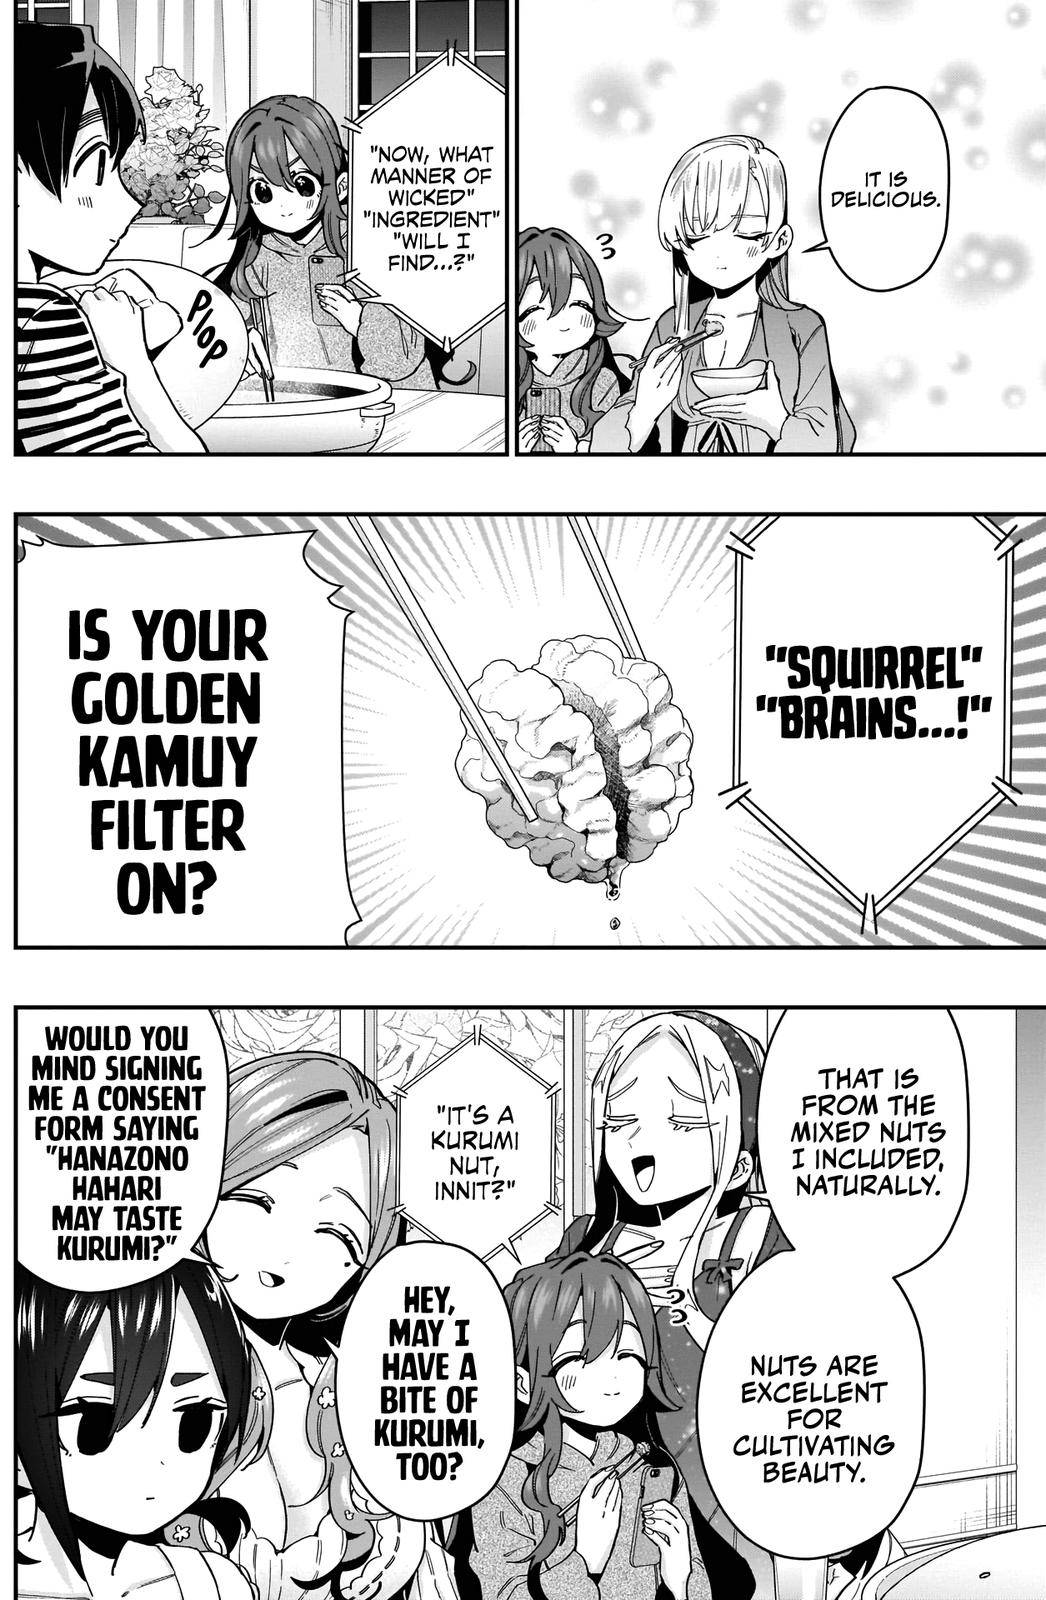 IT IS
DELICIOUS.
"NOW, WHAT
MANNER OF
WICKED"
"INGREDIENT"
"WILL I
FIND...?"
PLOP
"SQUIRREL"
"BRAINS...!"
IS YOUR
GOLDEN
KAMUY
FILTER
ON?
THAT IS
FROM THE
MIXED NUTS
I INCLUDED,
NATURALLY.
NUTS ARE
EXCELLENT
FOR
CULTIVATING
BEAUTY.
"IT'S A
KURUMI
NUT,
INNIT?"
HEY,
MAY I
HAVE A
BITE OF
KURUMI,
TOO?
WOULD YOU
MIND SIGNING
ME A CONSENT
FORM SAYING
"HANAZONO
HAHARI
MAY TASTE
KURUMI?"